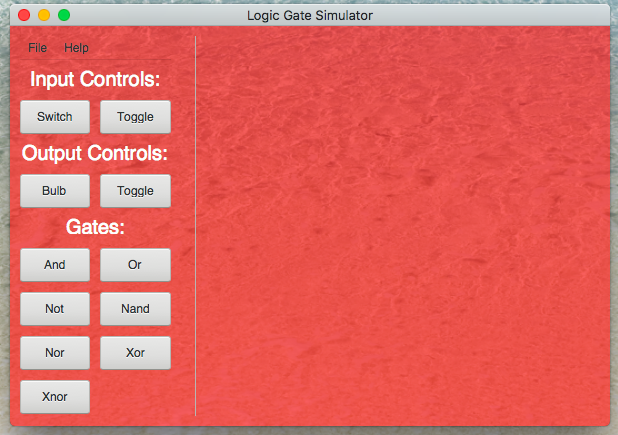 Logic Gate Simulator
File Help
Input Controls:
Switch Toggle
Output Controls:
Bulb Toggle
Gates:
And Or
Not Nand
Nor Xor
Xnor